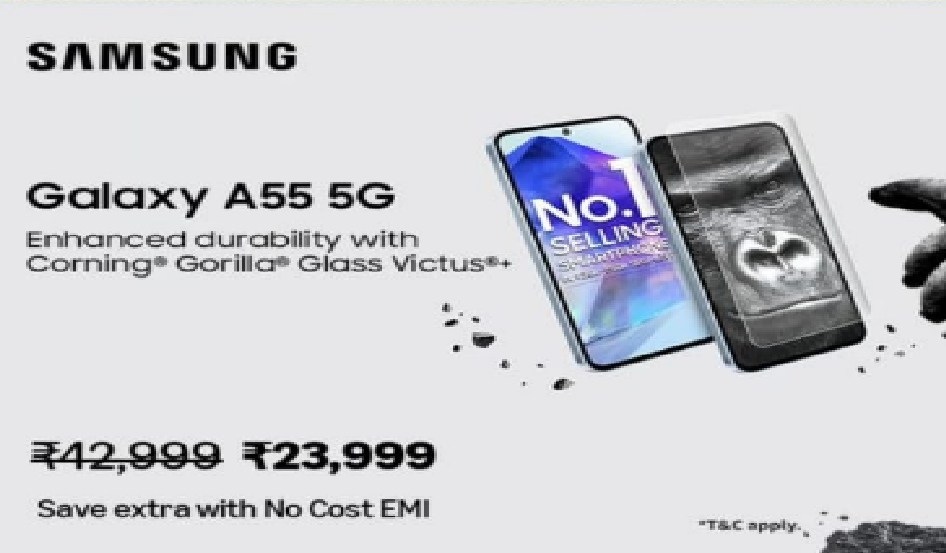 SAMSUNG
Galaxy A55 5G
Enhanced durability with
Corning® Gorilla® Glass Victus®+
No.1
SELLING
SMARTPHONE
₹42,999 ₹23,999
Save extra with No Cost EMI
*T&C apply.